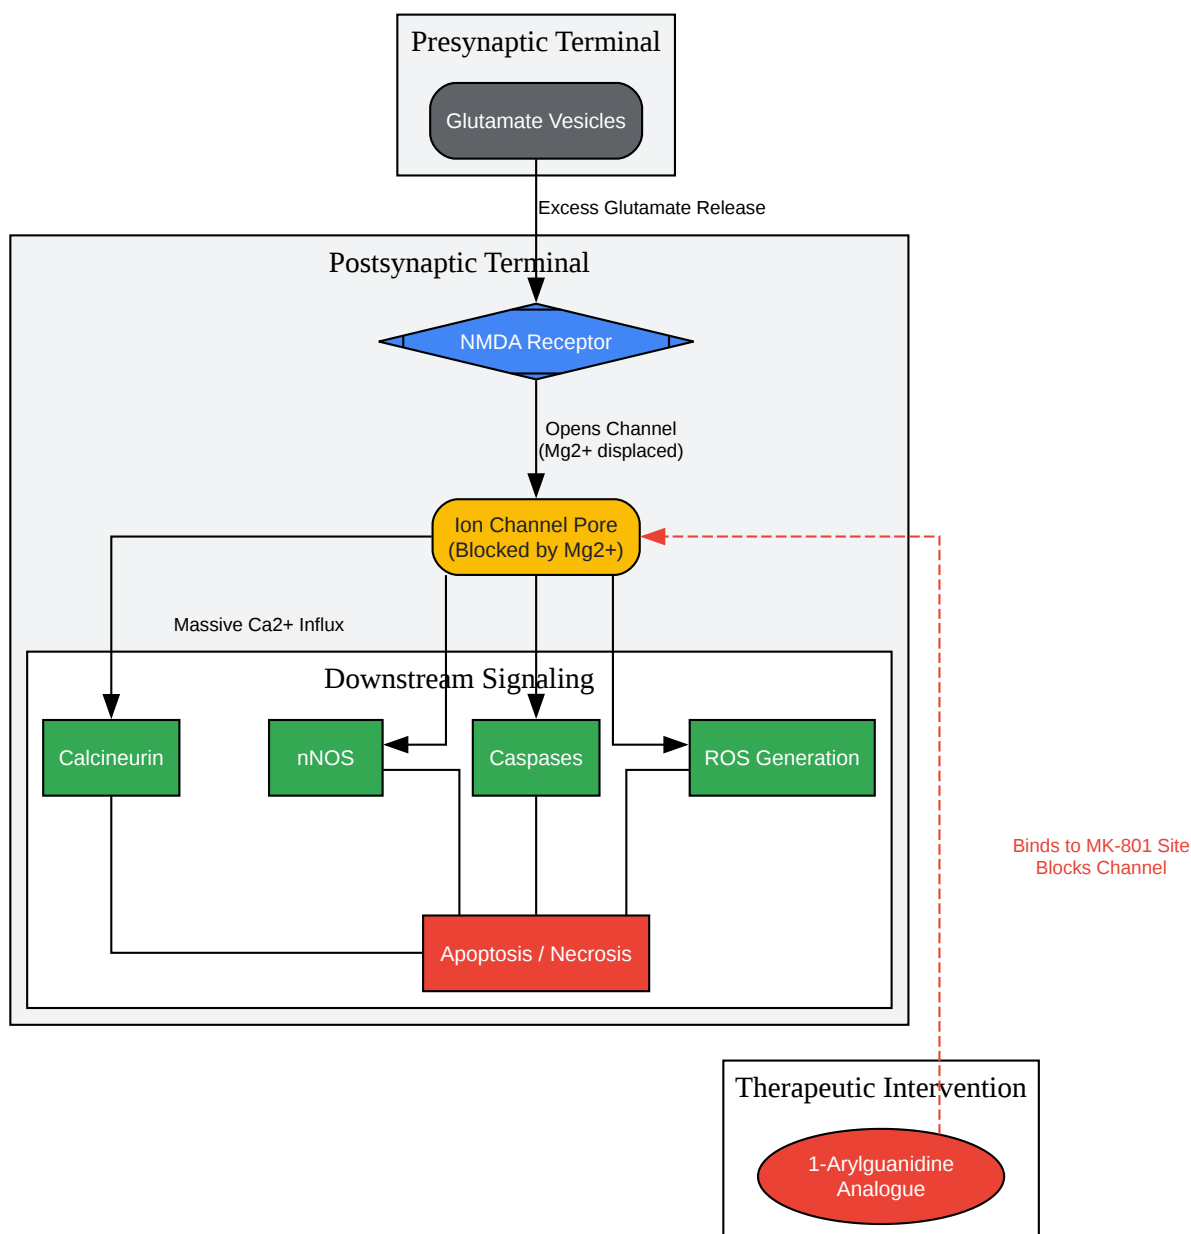 Presynaptic Terminal
Glutamate Vesicles
Excess Glutamate Release
Postsynaptic Terminal
NMDA Receptor
Opens Channel
(Mg2+ displaced)
Ion Channel Pore
(Blocked by Mg2+)
Massive Ca2+ Influx
Downstream Signaling
Calcineurin
nNOS
Caspases
ROS Generation
Binds to MK-801 Site
Blocks Channel
Apoptosis / Necrosis
Therapeutic Intervention
1-Arylguanidine
Analogue